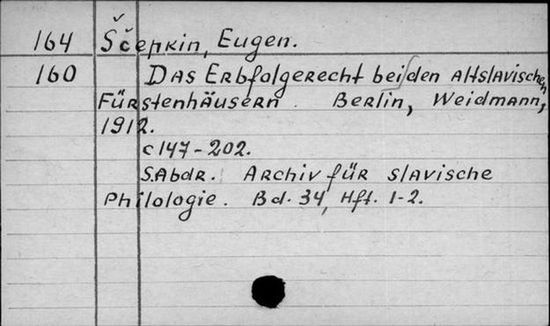 164 Ščepkin, Eugen.
160 Das Erbfolgerecht bei den altslavischen
Fürstenhäusern. Berlin, Weidmann,
1912.
c 147-202.
S.Abdr. Archiv für slavische
Philologie. Bd. 34, Hft. 1-2.